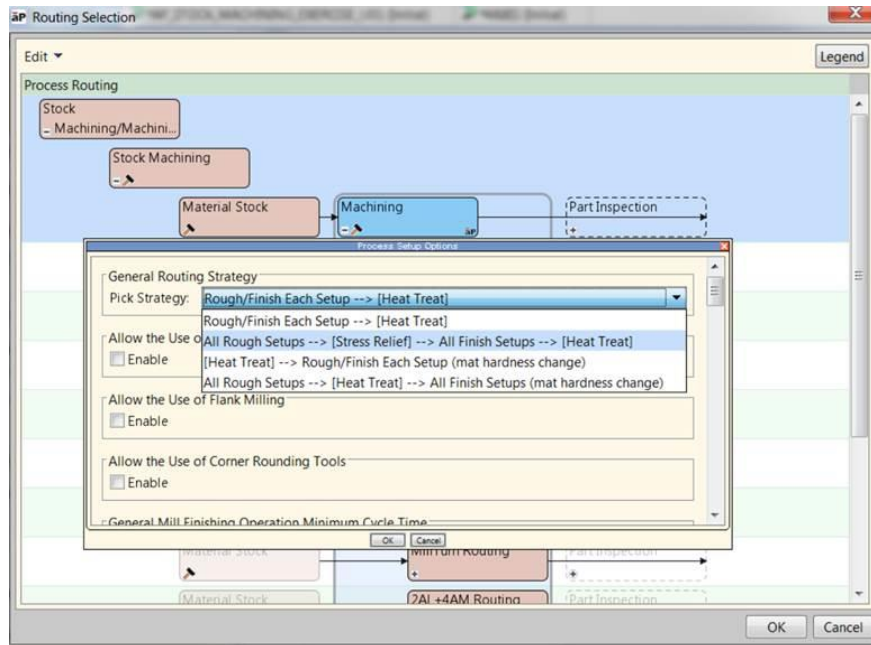 äP Routing Selection
Edit
Legend
Process Routing
Stock
Machining/Machini...
Stock Machining
Material Stock
Machining
äP
Part Inspection
Process Setup Options
General Routing Strategy
Pick Strategy: Rough/Finish Each Setup --> [Heat Treat]
Rough/Finish Each Setup --> [Heat Treat]
Allow the Use o
All Rough Setups --> [Stress Relief] --> All Finish Setups --> [Heat Treat]
Enable
[Heat Treat] --> Rough/Finish Each Setup (mat hardness change)
All Rough Setups --> [Heat Treat] --> All Finish Setups (mat hardness change)
Allow the Use of Flank Milling
Enable
Allow the Use of Corner Rounding Tools
Enable
General Mill Finishing Operation Minimum Cycle Time
OK Cancel
Material Stock
MillTurn Routing
Part Inspection
Material Stock
2AL+4AM Routing
Part Inspection
OK Cancel